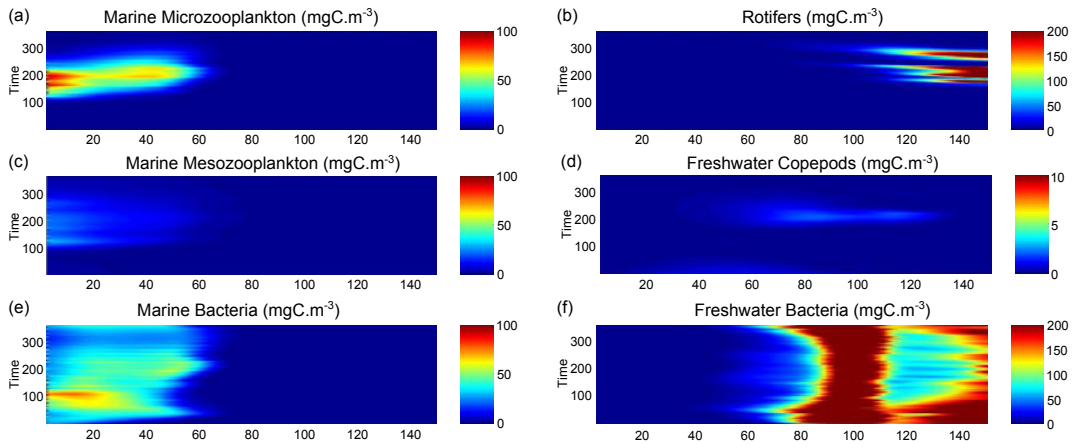 (a) Marine Microzooplankton (mgC.m-3)
100
50
0
Time
300
200
100
20 40 60 80 100 120 140
(b) Rotifers (mgC.m-3)
200
150
100
50
0
Time
300
200
100
20 40 60 80 100 120 140
(c) Marine Mesozooplankton (mgC.m-3)
100
50
0
Time
300
200
100
20 40 60 80 100 120 140
(d) Freshwater Copepods (mgC.m-3)
10
5
0
Time
300
200
100
20 40 60 80 100 120 140
(e) Marine Bacteria (mgC.m-3)
100
50
0
Time
300
200
100
20 40 60 80 100 120 140
(f) Freshwater Bacteria (mgC.m-3)
200
150
100
50
0
Time
300
200
100
20 40 60 80 100 120 140